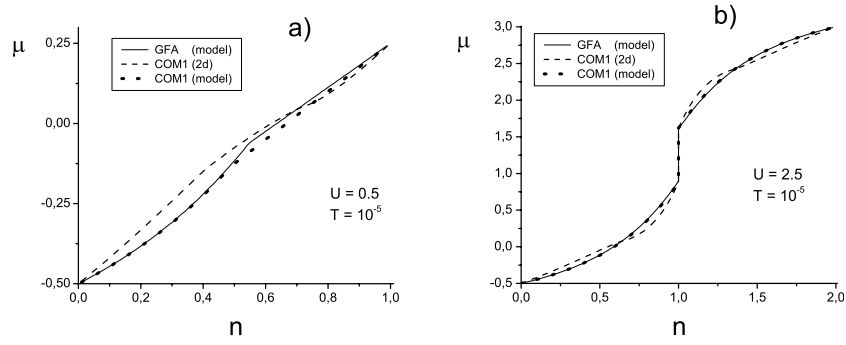 a)
μ
GFA (model)
COM1 (2d)
COM1 (model)
U = 0.5
T = 10⁻⁵
0,25
0,00
-0,25
-0,50
0,0 0,2 0,4 0,6 0,8 1,0
n
b)
μ
GFA (model)
COM1 (2d)
COM1 (model)
U = 2.5
T = 10⁻⁵
3,0
2,5
2,0
1,5
1,0
0,5
0,0
-0,5
0,0 0,5 1,0 1,5 2,0
n